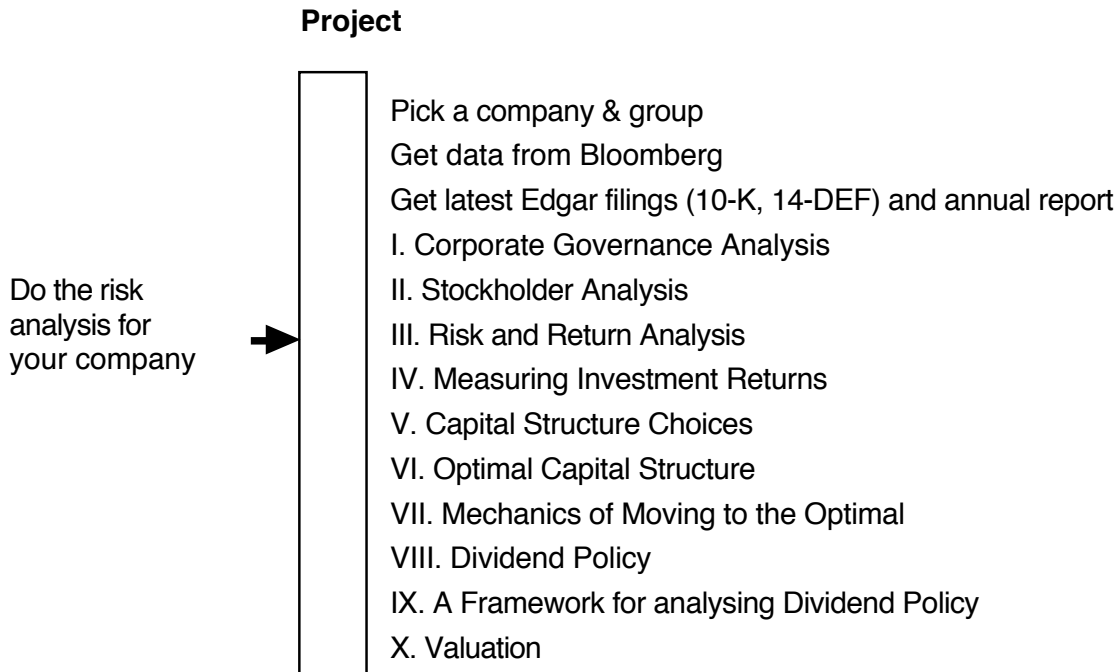 Project
Pick a company & group
Get data from Bloomberg
Get latest Edgar filings (10-K, 14-DEF) and annual report
I. Corporate Governance Analysis
II. Stockholder Analysis
III. Risk and Return Analysis
IV. Measuring Investment Returns
V. Capital Structure Choices
VI. Optimal Capital Structure
VII. Mechanics of Moving to the Optimal
VIII. Dividend Policy
IX. A Framework for analysing Dividend Policy
X. Valuation
Do the risk
analysis for
your company